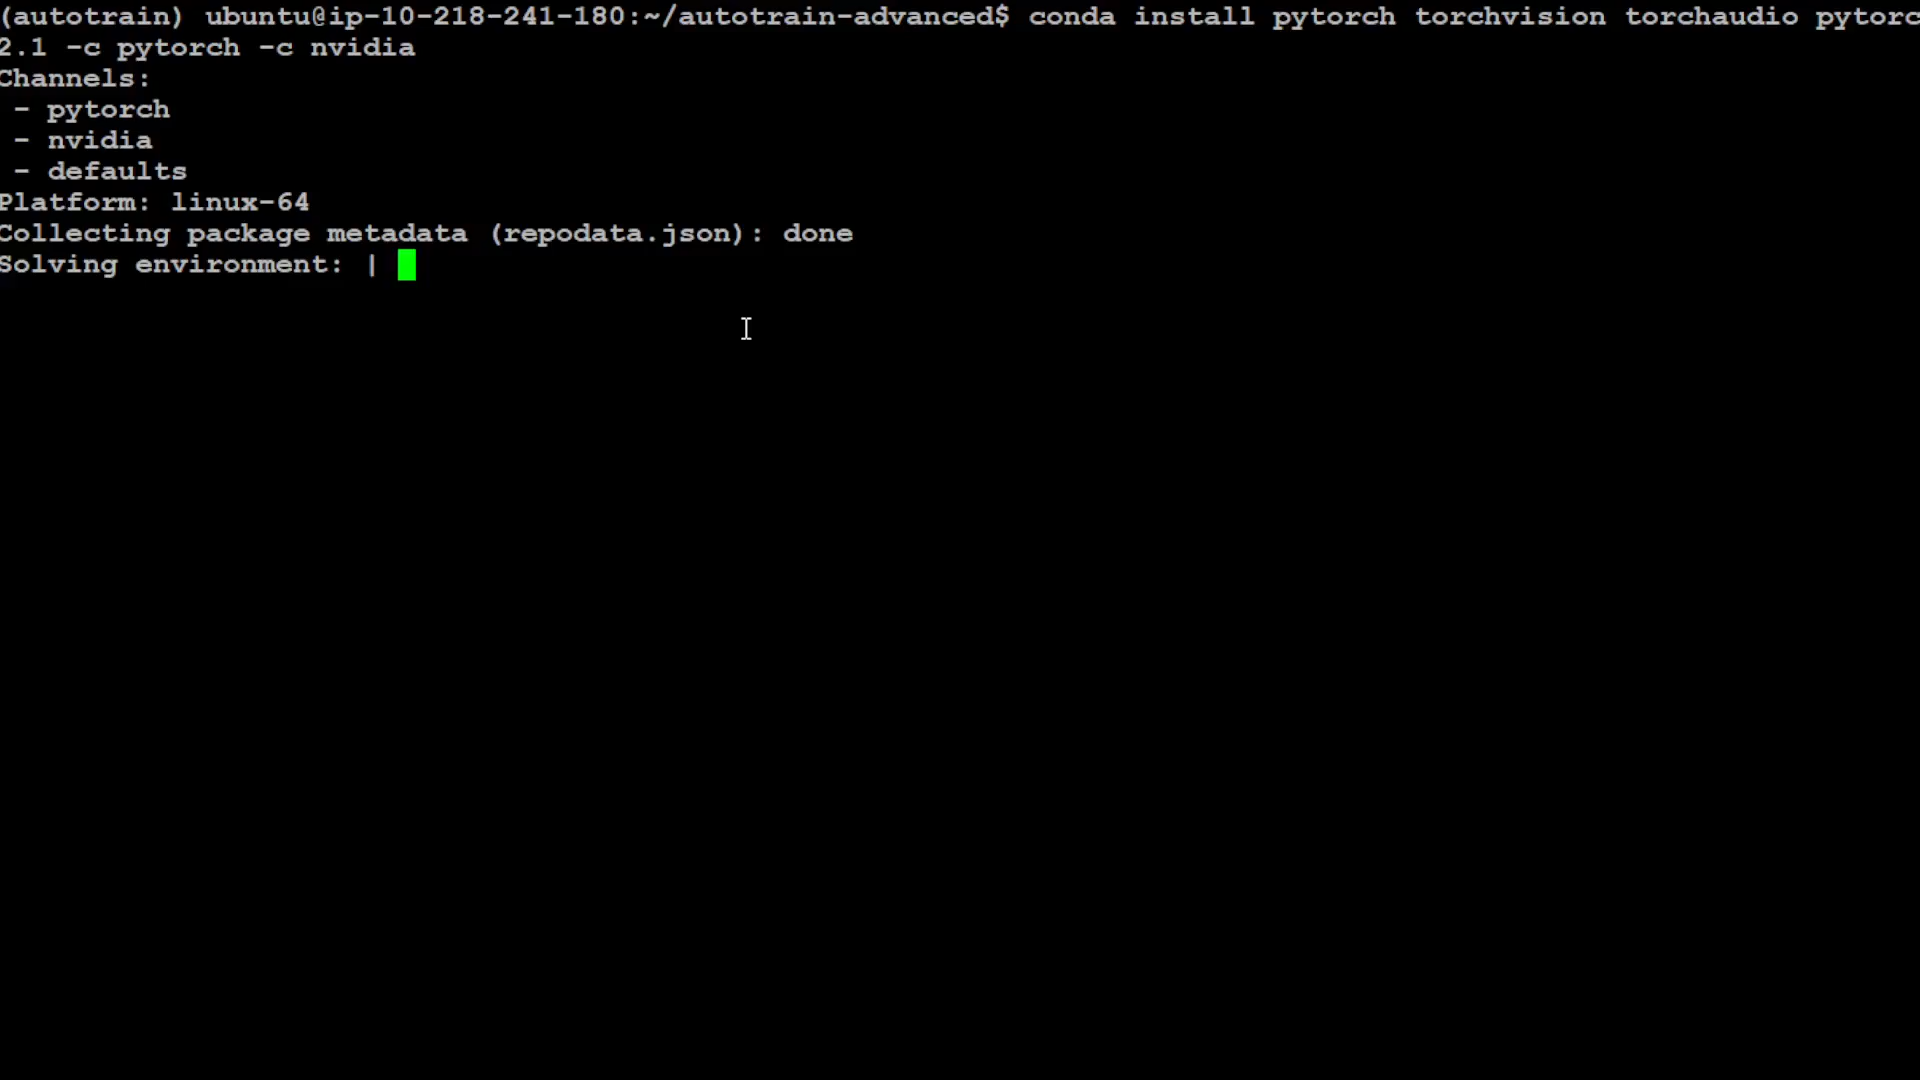 (autotrain) ubuntu@ip-10-218-241-180:~/autotrain-advanced$ conda install pytorch torchvision torchaudio pytorc
2.1 -c pytorch -c nvidia
Channels:
 - pytorch
 - nvidia
 - defaults
Platform: linux-64
Collecting package metadata (repodata.json): done
Solving environment: |